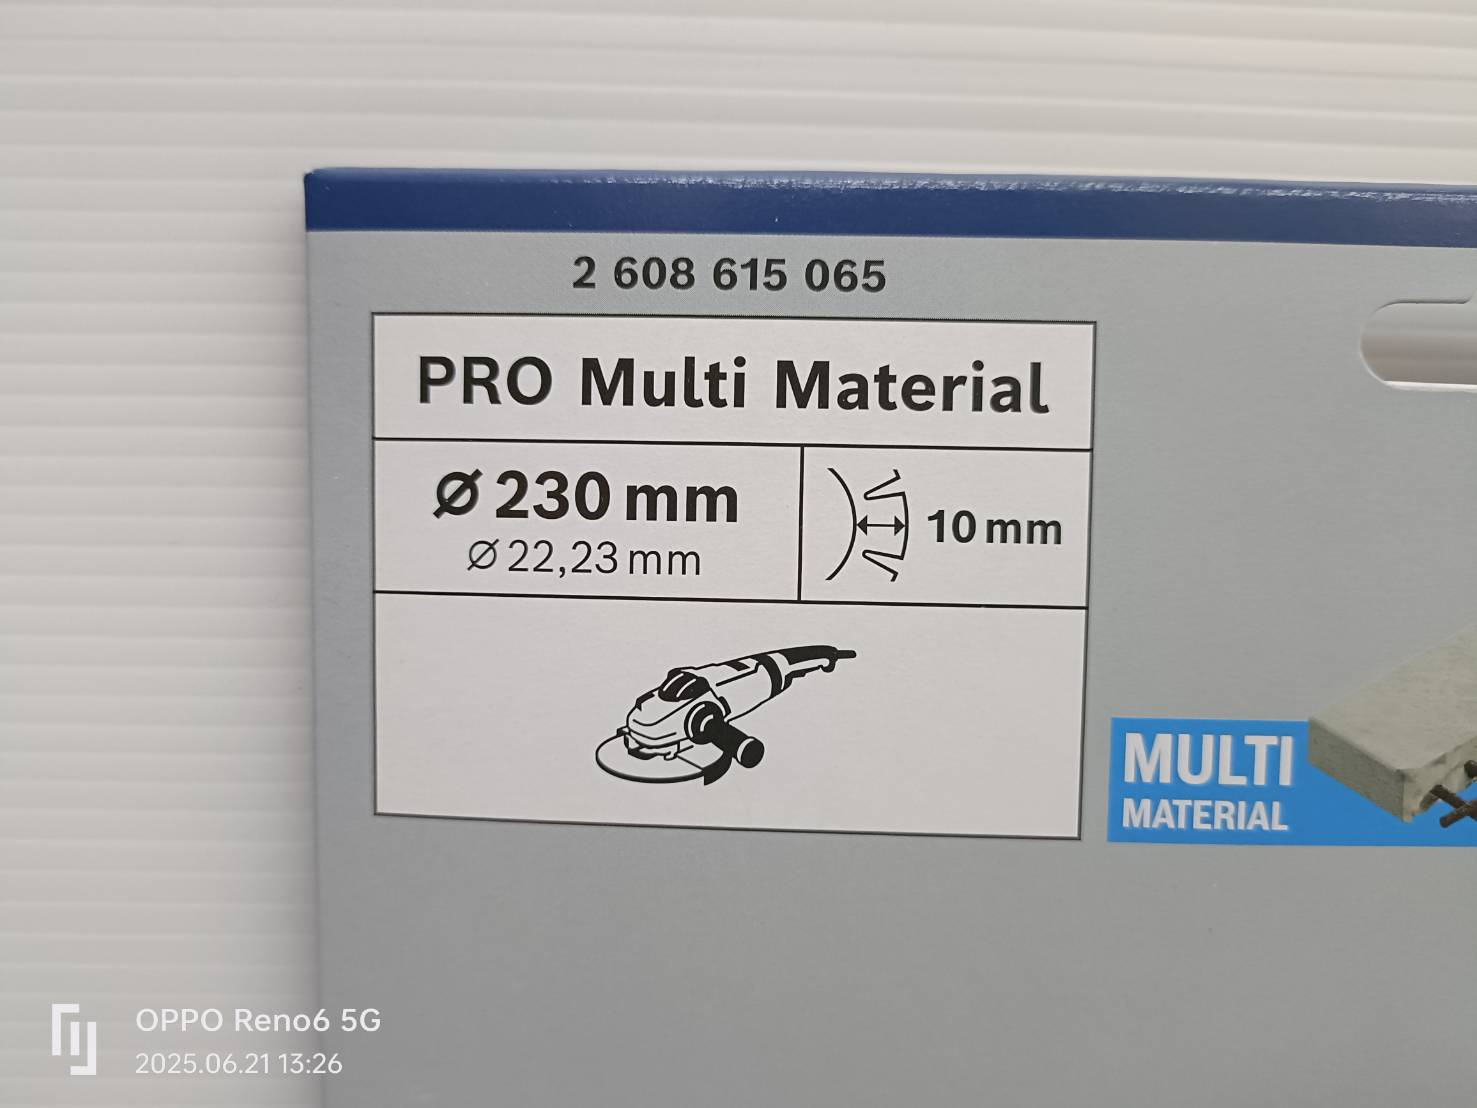 2 608 615 065
PRO Multi Material
Ø 230 mm
Ø 22,23 mm
10 mm
MULTI
MATERIAL
OPPO Reno6 5G
2025.06.21 13:26